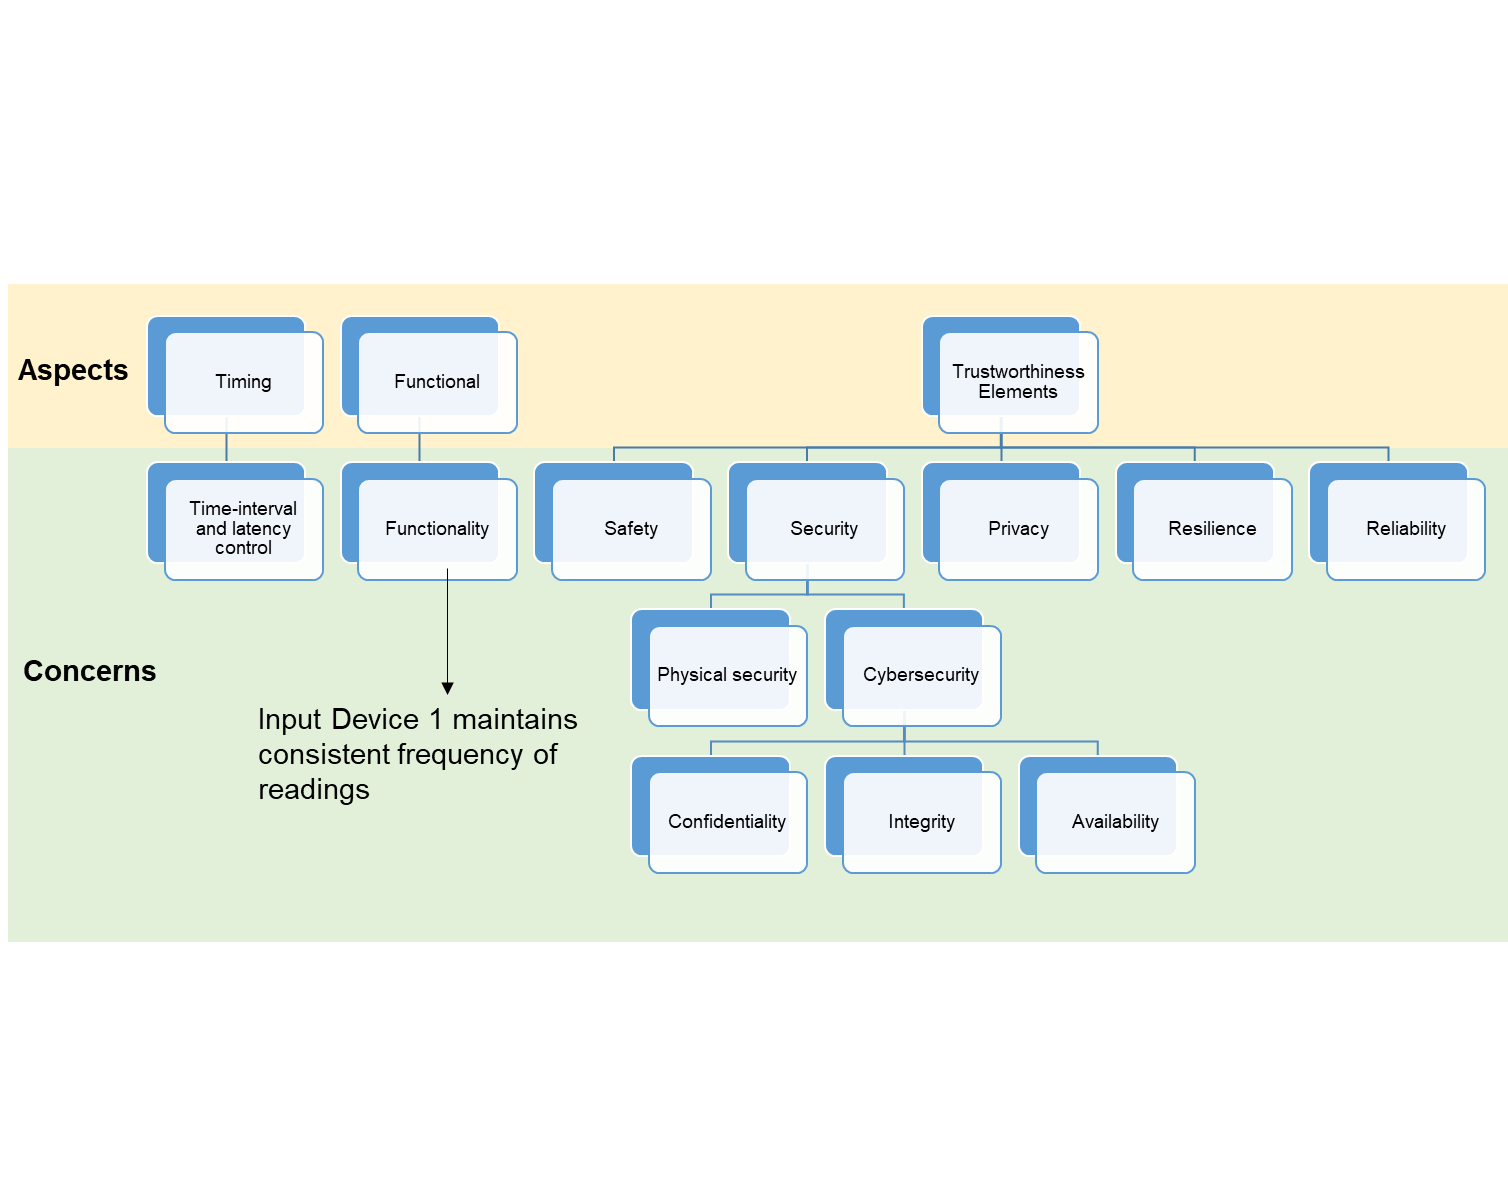 Aspects
Timing
Functional
Trustworthiness
Elements
Time-interval
and latency
control
Functionality
Safety
Security
Privacy
Resilience
Reliability
Concerns
Physical security
Cybersecurity
Input Device 1 maintains
consistent frequency of
readings
Confidentiality
Integrity
Availability